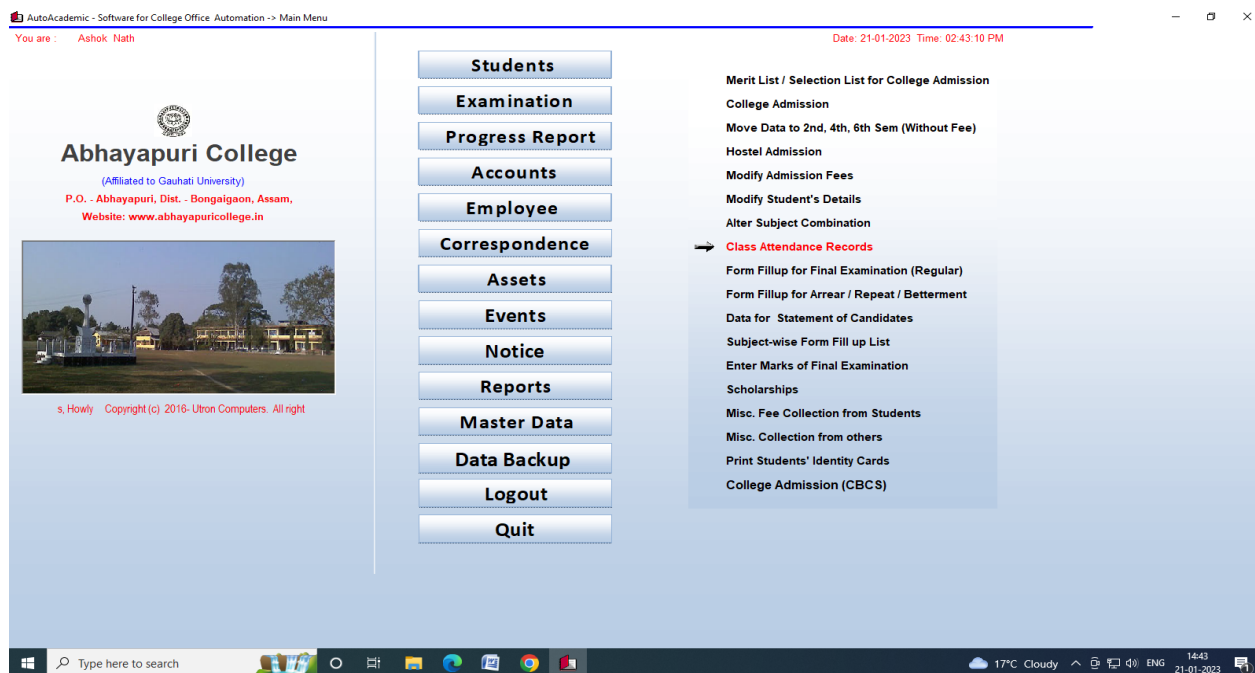 AutoAcademic - Software for College Office Automation -> Main Menu
You are : Ashok Nath
Date: 21-01-2023 Time: 02:43:10 PM
Abhayapuri College
(Affiliated to Gauhati University)
P.O. - Abhayapuri, Dist. - Bongaigaon, Assam,
Website: www.abhayapuricollege.in
s, Howly Copyright (c) 2016- Utron Computers. All right
Students
Examination
Progress Report
Accounts
Employee
Correspondence
Assets
Events
Notice
Reports
Master Data
Data Backup
Logout
Quit
Merit List / Selection List for College Admission
College Admission
Move Data to 2nd, 4th, 6th Sem (Without Fee)
Hostel Admission
Modify Admission Fees
Modify Student's Details
Alter Subject Combination
Class Attendance Records
Form Fillup for Final Examination (Regular)
Form Fillup for Arrear / Repeat / Betterment
Data for Statement of Candidates
Subject-wise Form Fill up List
Enter Marks of Final Examination
Scholarships
Misc. Fee Collection from Students
Misc. Collection from others
Print Students' Identity Cards
College Admission (CBCS)
Type here to search
17°C Cloudy
ENG
14:43
21-01-2023
1